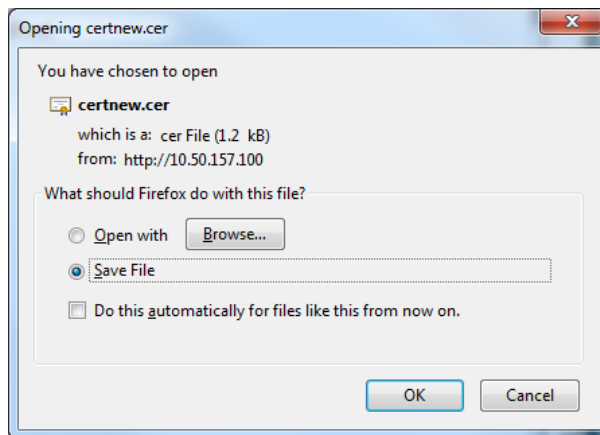 Opening certnew.cer
You have chosen to open
certnew.cer
which is a: cer File (1.2 kB)
from: http://10.50.157.100
What should Firefox do with this file?
Open with
Browse...
Save File
Do this automatically for files like this from now on.
OK
Cancel